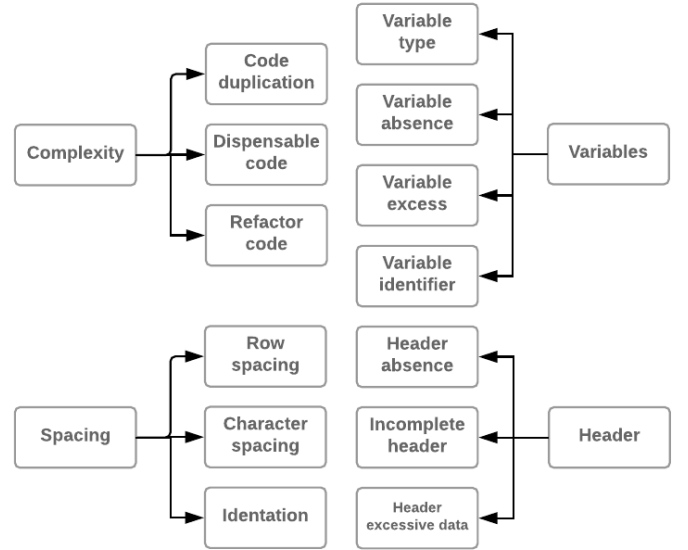 Complexity
Code
duplication
Dispensable
code
Refactor
code
Variable
type
Variable
absence
Variable
excess
Variable
identifier
Variables
Spacing
Row
spacing
Character
spacing
Identation
Header
absence
Incomplete
header
Header
excessive data
Header